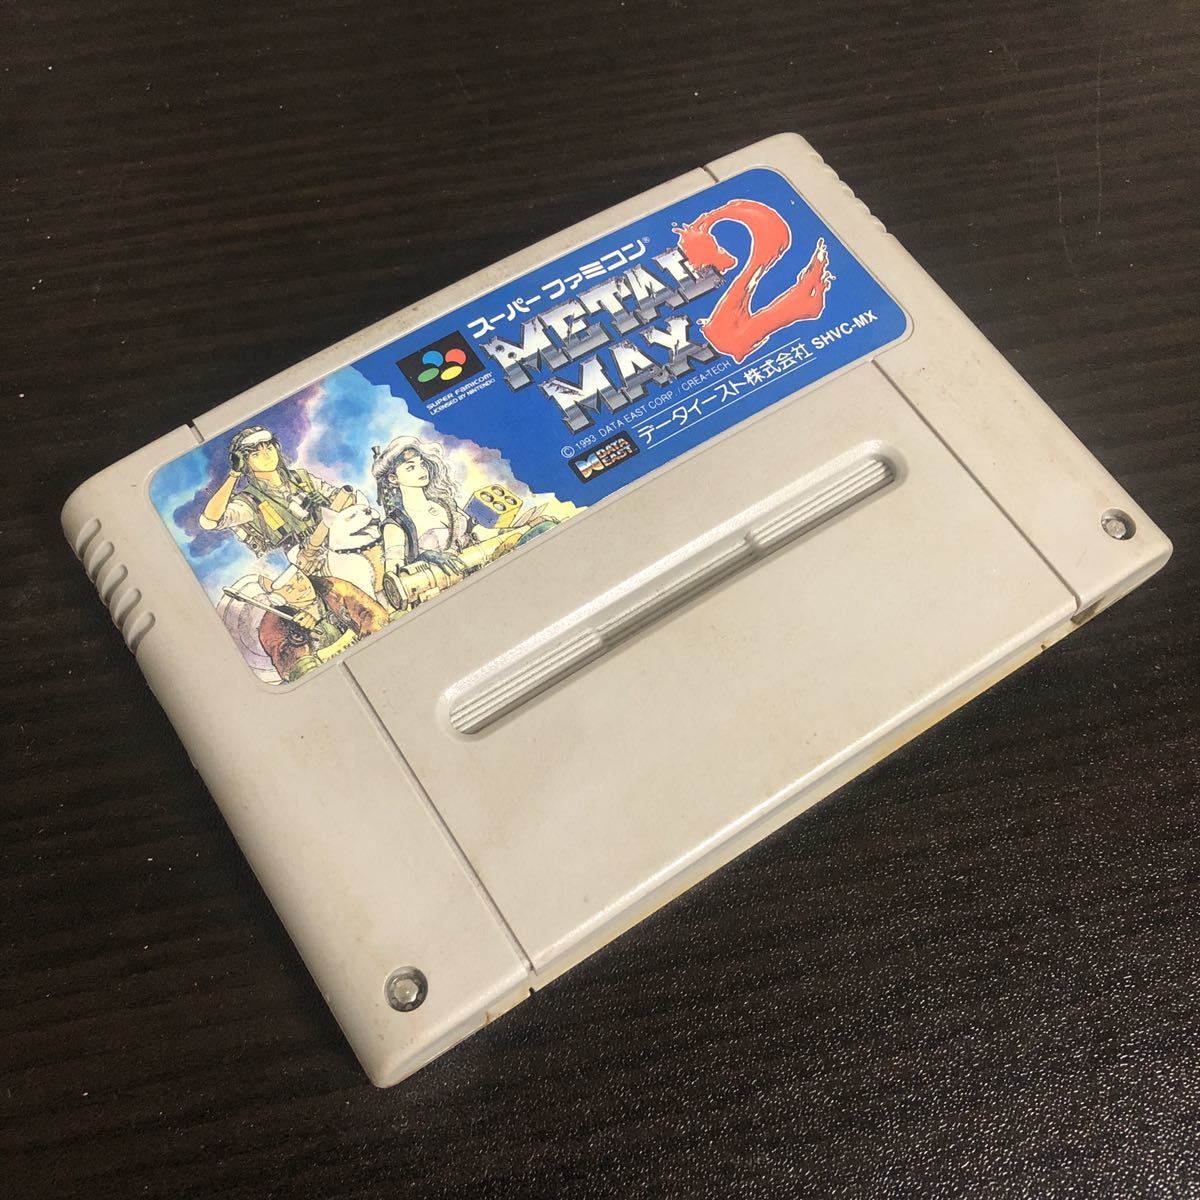 スーパーファミコン®
SUPER FAMICOM™
LICENSED BY NINTENDO
METAL
MAX
2
© 1993 DATA EAST CORP. / CREA-TECH
DATA
EAST
データイースト株式会社 SHVC-MX